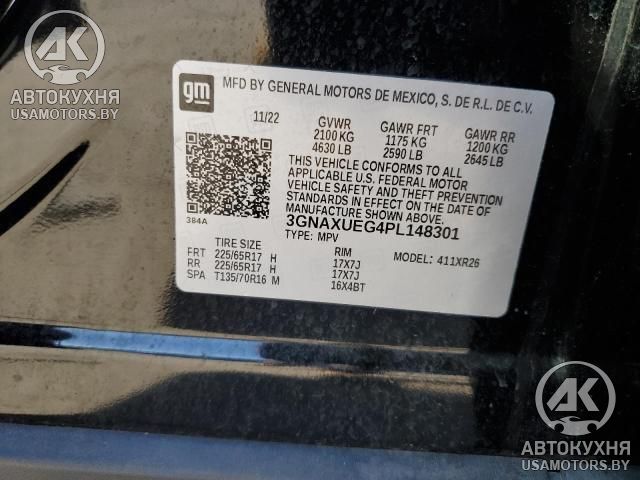 AK
АВТОКУХНЯ
USAMOTORS.BY
gm
MFD BY GENERAL MOTORS DE MEXICO, S. DE R.L. DE C.V.
11/22 GVWR GAWR FRT GAWR RR
2100 KG 1175 KG 1200 KG
4630 LB 2590 LB 2645 LB
THIS VEHICLE CONFORMS TO ALL
APPLICABLE U.S. FEDERAL MOTOR
VEHICLE SAFETY AND THEFT PREVENTION
STANDARDS IN EFFECT ON THE DATE OF
MANUFACTURE SHOWN ABOVE.
384A
3GNAXUEG4PL148301
TYPE: MPV
TIRE SIZE RIM MODEL: 411XR26
FRT 225/65R17 H 17X7J
RR 225/65R17 H 17X7J
SPA T135/70R16 M 16X4BT
AK
АВТОКУХНЯ
USAMOTORS.BY